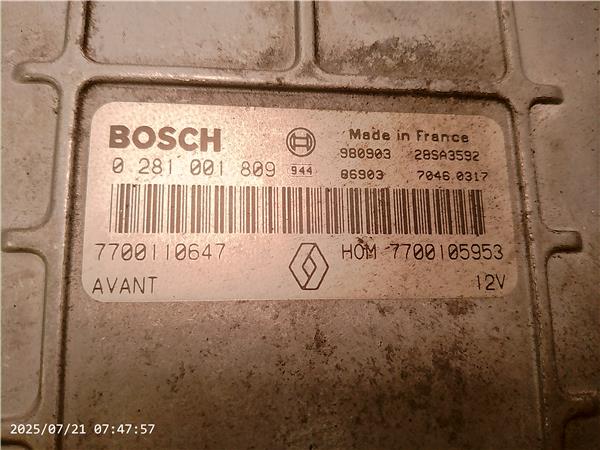 BOSCH
Made in France
0 281 001 809 944
980903 28SA3592
86903 7046.0317
7700110647
HOM 7700105953
AVANT
12V
2025/07/21 07:47:57